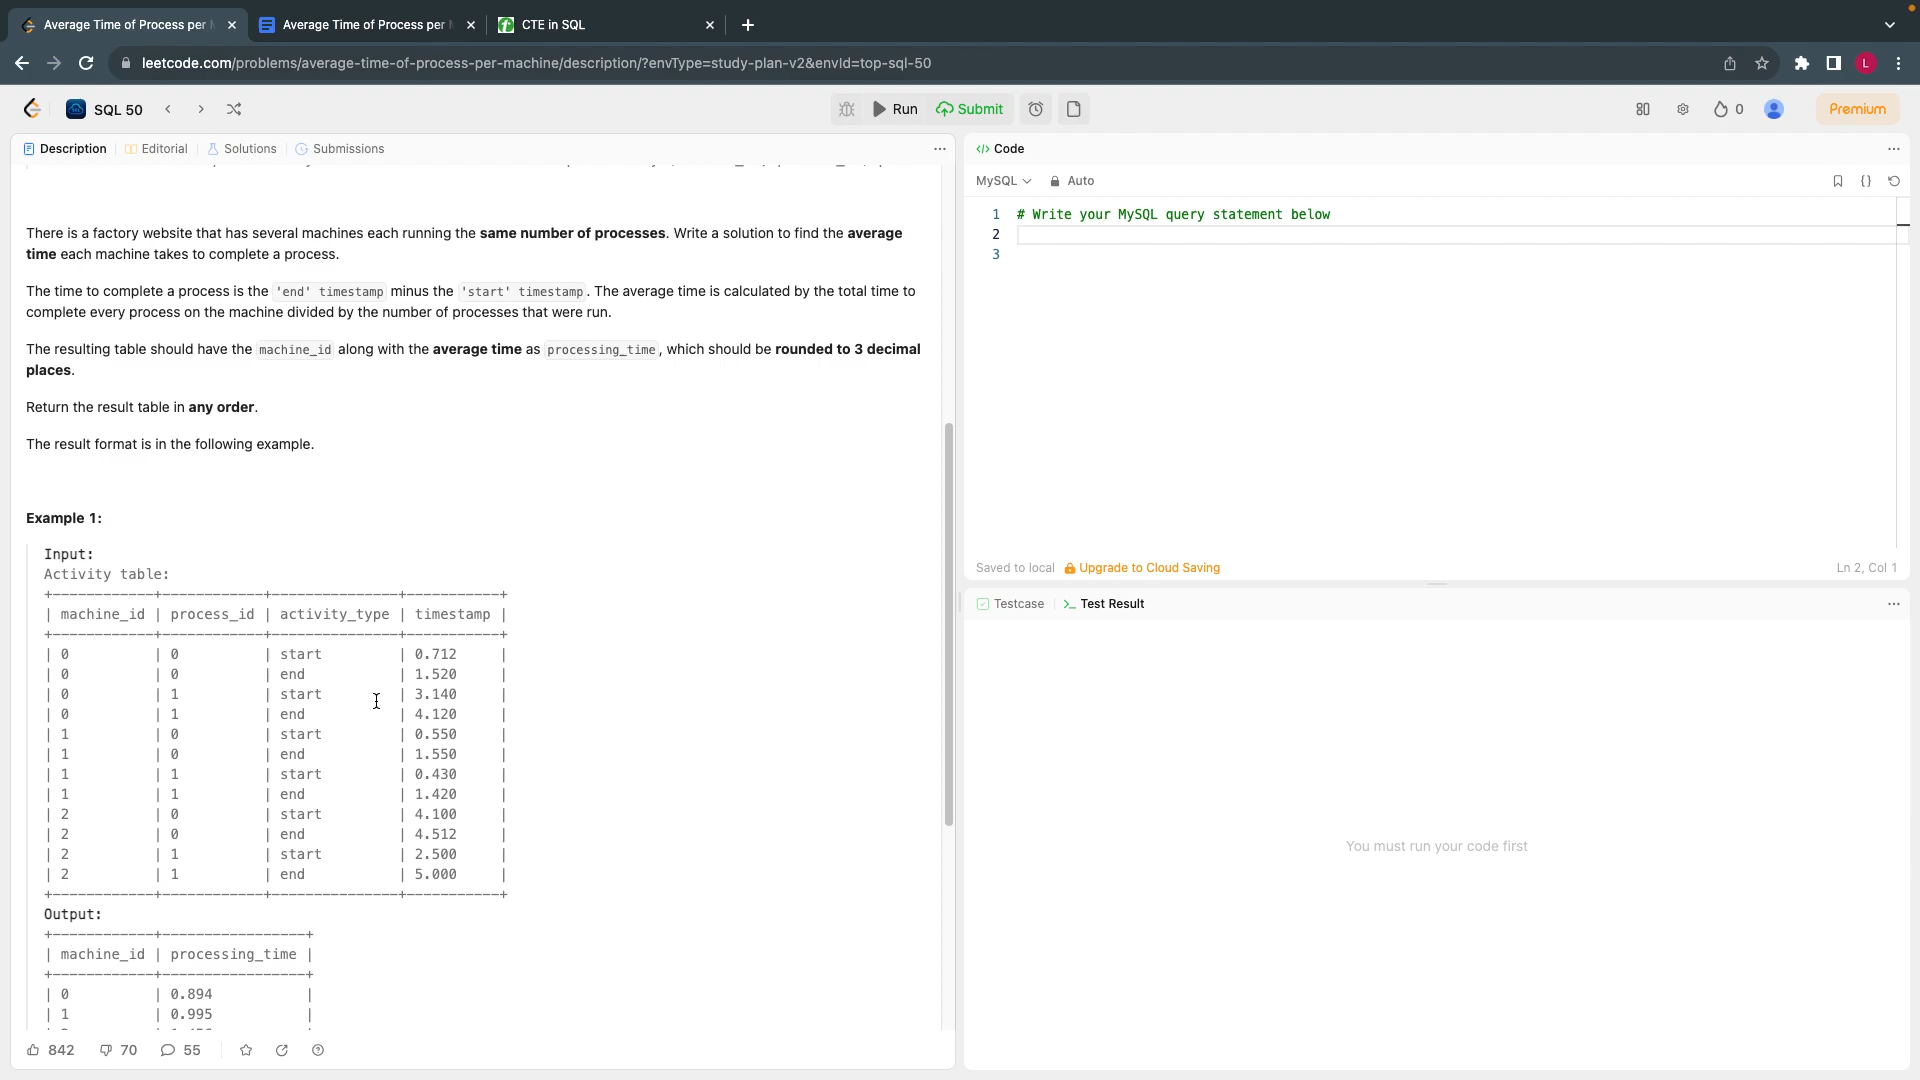 Average Time of Process per
Average Time of Process per
CTE in SQL
leetcode.com/problems/average-time-of-process-per-machine/description/?envType=study-plan-v2&envId=top-sql-50
L
SQL 50
Run
Submit
0
Premium
Description
Editorial
Solutions
Submissions
There is a factory website that has several machines each running the same number of processes. Write a solution to find the average
time each machine takes to complete a process.
The time to complete a process is the 'end' timestamp minus the 'start' timestamp. The average time is calculated by the total time to
complete every process on the machine divided by the number of processes that were run.
The resulting table should have the machine_id along with the average time as processing_time, which should be rounded to 3 decimal
places.
Return the result table in any order.
The result format is in the following example.
Example 1:
Input:
Activity table:
+------------+------------+---------------+-----------+
| machine_id | process_id | activity_type | timestamp |
+------------+------------+---------------+-----------+
| 0          | 0          | start         | 0.712     |
| 0          | 0          | end           | 1.520     |
| 0          | 1          | start         | 3.140     |
| 0          | 1          | end           | 4.120     |
| 1          | 0          | start         | 0.550     |
| 1          | 0          | end           | 1.550     |
| 1          | 1          | start         | 0.430     |
| 1          | 1          | end           | 1.420     |
| 2          | 0          | start         | 4.100     |
| 2          | 0          | end           | 4.512     |
| 2          | 1          | start         | 2.500     |
| 2          | 1          | end           | 5.000     |
+------------+------------+---------------+-----------+
Output:
+------------+-----------------+
| machine_id | processing_time |
+------------+-----------------+
| 0          | 0.894           |
| 1          | 0.995           |
842
70
55
Code
MySQL
Auto
1 # Write your MySQL query statement below
2
3
Saved to local
Upgrade to Cloud Saving
Ln 2, Col 1
Testcase
Test Result
You must run your code first